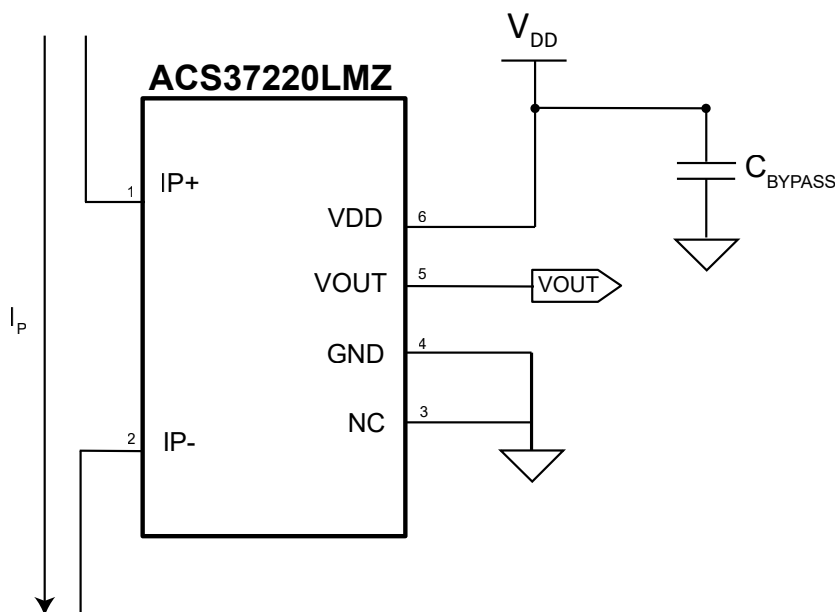 V_DD
ACS37220LMZ
1 IP+
VDD 6
C_BYPASS
VOUT 5 VOUT
I_P
GND 4
NC 3
2 IP-